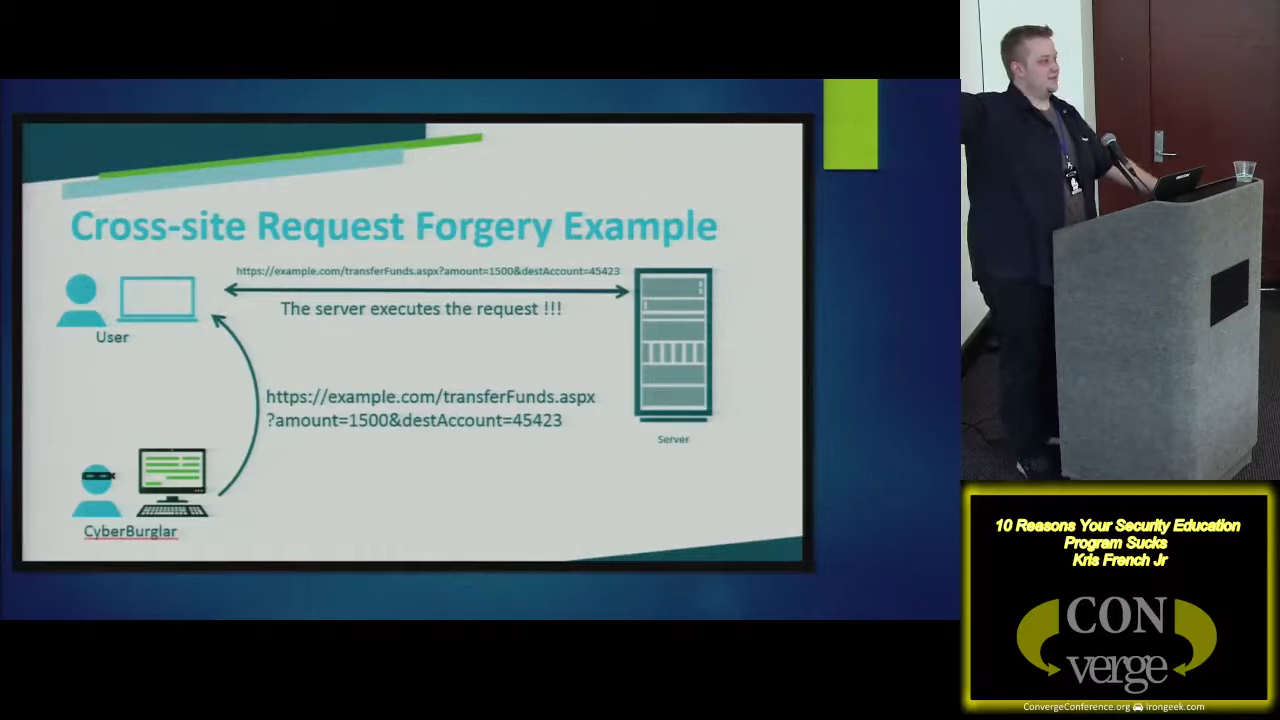 Cross-site Request Forgery Example
https://example.com/transferFunds.aspx?amount=1500&destAccount=45423
The server executes the request !!!
User
https://example.com/transferFunds.aspx
?amount=1500&destAccount=45423
Server
CyberBurglar
10 Reasons Your Security Education
Program Sucks
Kris French Jr
CON
verge
ConvergeConference.org Irongeek.com